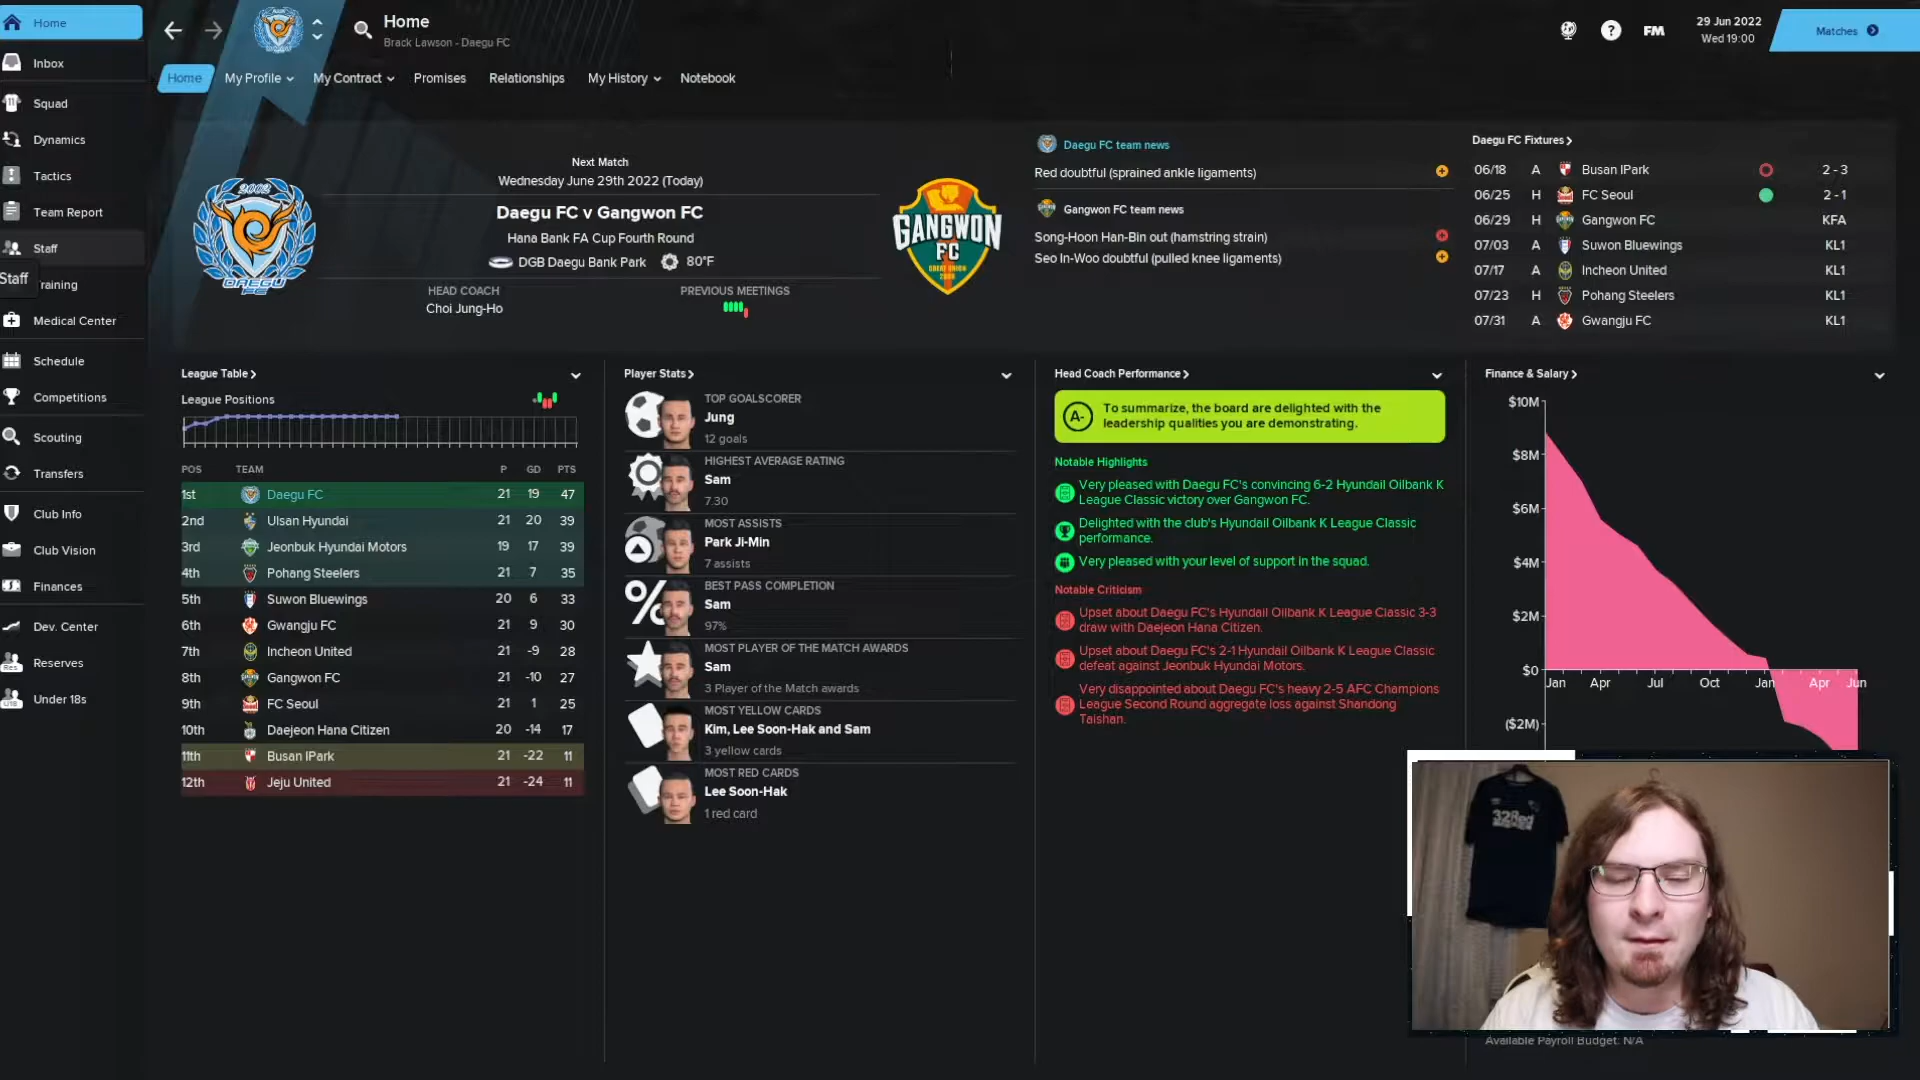 Home
Inbox
Squad
Dynamics
Tactics
Team Report
Staff
Staff
raining
Medical Center
Schedule
Competitions
Scouting
Transfers
Club Info
Club Vision
Finances
Dev. Center
Reserves
Under 18s
Home
Brack Lawson - Daegu FC
FM
29 Jun 2022
Wed 19:00
Matches
Home My Profile My Contract Promises Relationships My History Notebook
2002
DAEGU FC
Next Match
Wednesday June 29th 2022 (Today)
Daegu FC v Gangwon FC
Hana Bank FA Cup Fourth Round
DGB Daegu Bank Park 80°F
HEAD COACH
Choi Jung-Ho
PREVIOUS MEETINGS
GANGWON
FC
Daegu FC team news
Red doubtful (sprained ankle ligaments)
Gangwon FC team news
Song-Hoon Han-Bin out (hamstring strain)
Seo In-Woo doubtful (pulled knee ligaments)
Daegu FC Fixtures
06/18 A Busan IPark 2 - 3
06/25 H FC Seoul 2 - 1
06/29 H Gangwon FC KFA
07/03 A Suwon Bluewings KL1
07/17 A Incheon United KL1
07/23 H Pohang Steelers KL1
07/31 A Gwangju FC KL1
League Table
League Positions
POS TEAM P GD PTS
1st Daegu FC 21 19 47
2nd Ulsan Hyundai 21 20 39
3rd Jeonbuk Hyundai Motors 19 17 39
4th Pohang Steelers 21 7 35
5th Suwon Bluewings 20 6 33
6th Gwangju FC 21 9 30
7th Incheon United 21 -9 28
8th Gangwon FC 21 -10 27
9th FC Seoul 21 1 25
10th Daejeon Hana Citizen 20 -14 17
11th Busan IPark 21 -22 11
12th Jeju United 21 -24 11
Player Stats
TOP GOALSCORER
Jung
12 goals
HIGHEST AVERAGE RATING
Sam
7.30
MOST ASSISTS
Park Ji-Min
7 assists
BEST PASS COMPLETION
Sam
97%
MOST PLAYER OF THE MATCH AWARDS
Sam
3 Player of the Match awards
MOST YELLOW CARDS
Kim, Lee Soon-Hak and Sam
3 yellow cards
MOST RED CARDS
Lee Soon-Hak
1 red card
Head Coach Performance
A-
To summarize, the board are delighted with the
leadership qualities you are demonstrating.
Notable Highlights
Very pleased with Daegu FC's convincing 6-2 Hyundail Oilbank K
League Classic victory over Gangwon FC.
Delighted with the club's Hyundail Oilbank K League Classic
performance.
Very pleased with your level of support in the squad.
Notable Criticism
Upset about Daegu FC's Hyundail Oilbank K League Classic 3-3
draw with Daejeon Hana Citizen.
Upset about Daegu FC's 2-1 Hyundail Oilbank K League Classic
defeat against Jeonbuk Hyundai Motors.
Very disappointed about Daegu FC's heavy 2-5 AFC Champions
League Second Round aggregate loss against Shandong
Taishan.
Finance & Salary
$10M
$8M
$6M
$4M
$2M
$0
Jan Apr Jul Oct Jan Apr Jun
($2M)
32Red
Available Payroll Budget: N/A